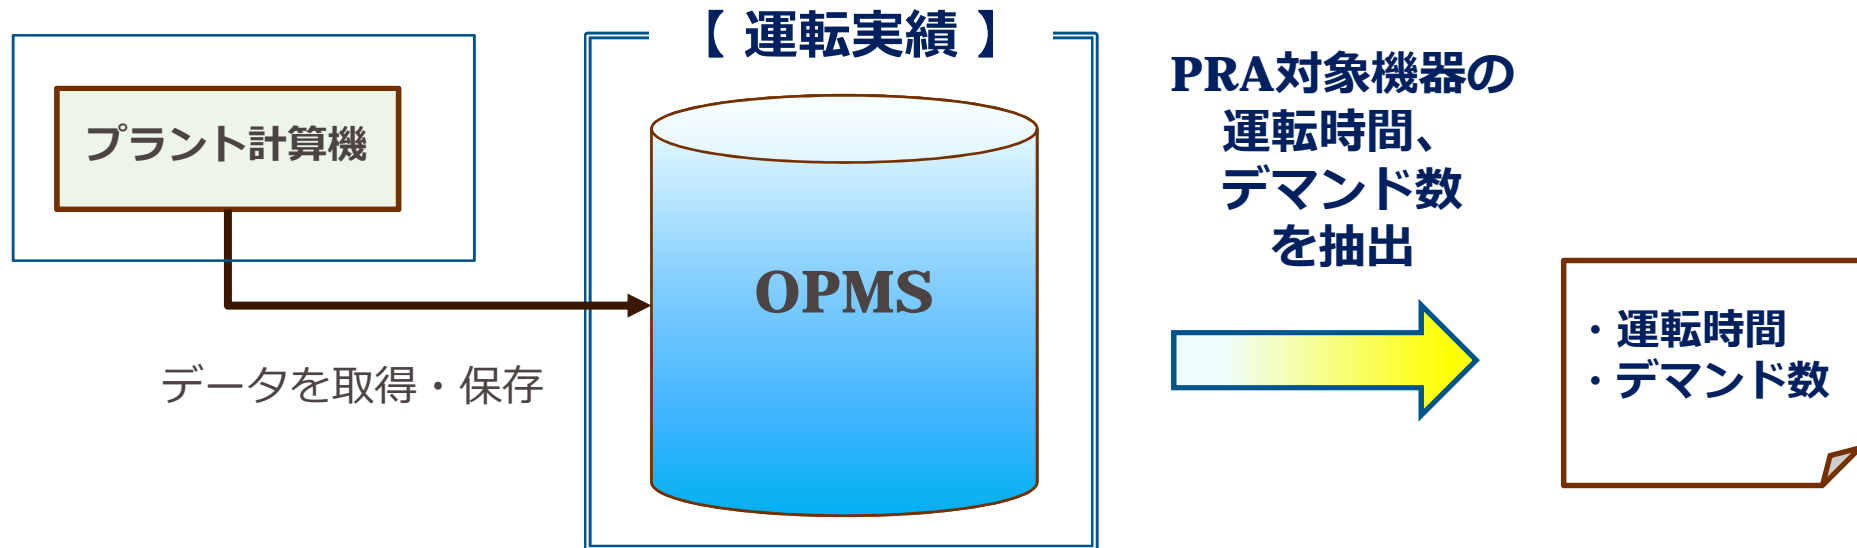 【 運転実績 】
プラント計算機
OPMS
データを取得・保存
PRA対象機器の
運転時間、
デマンド数
を抽出
・運転時間
・デマンド数